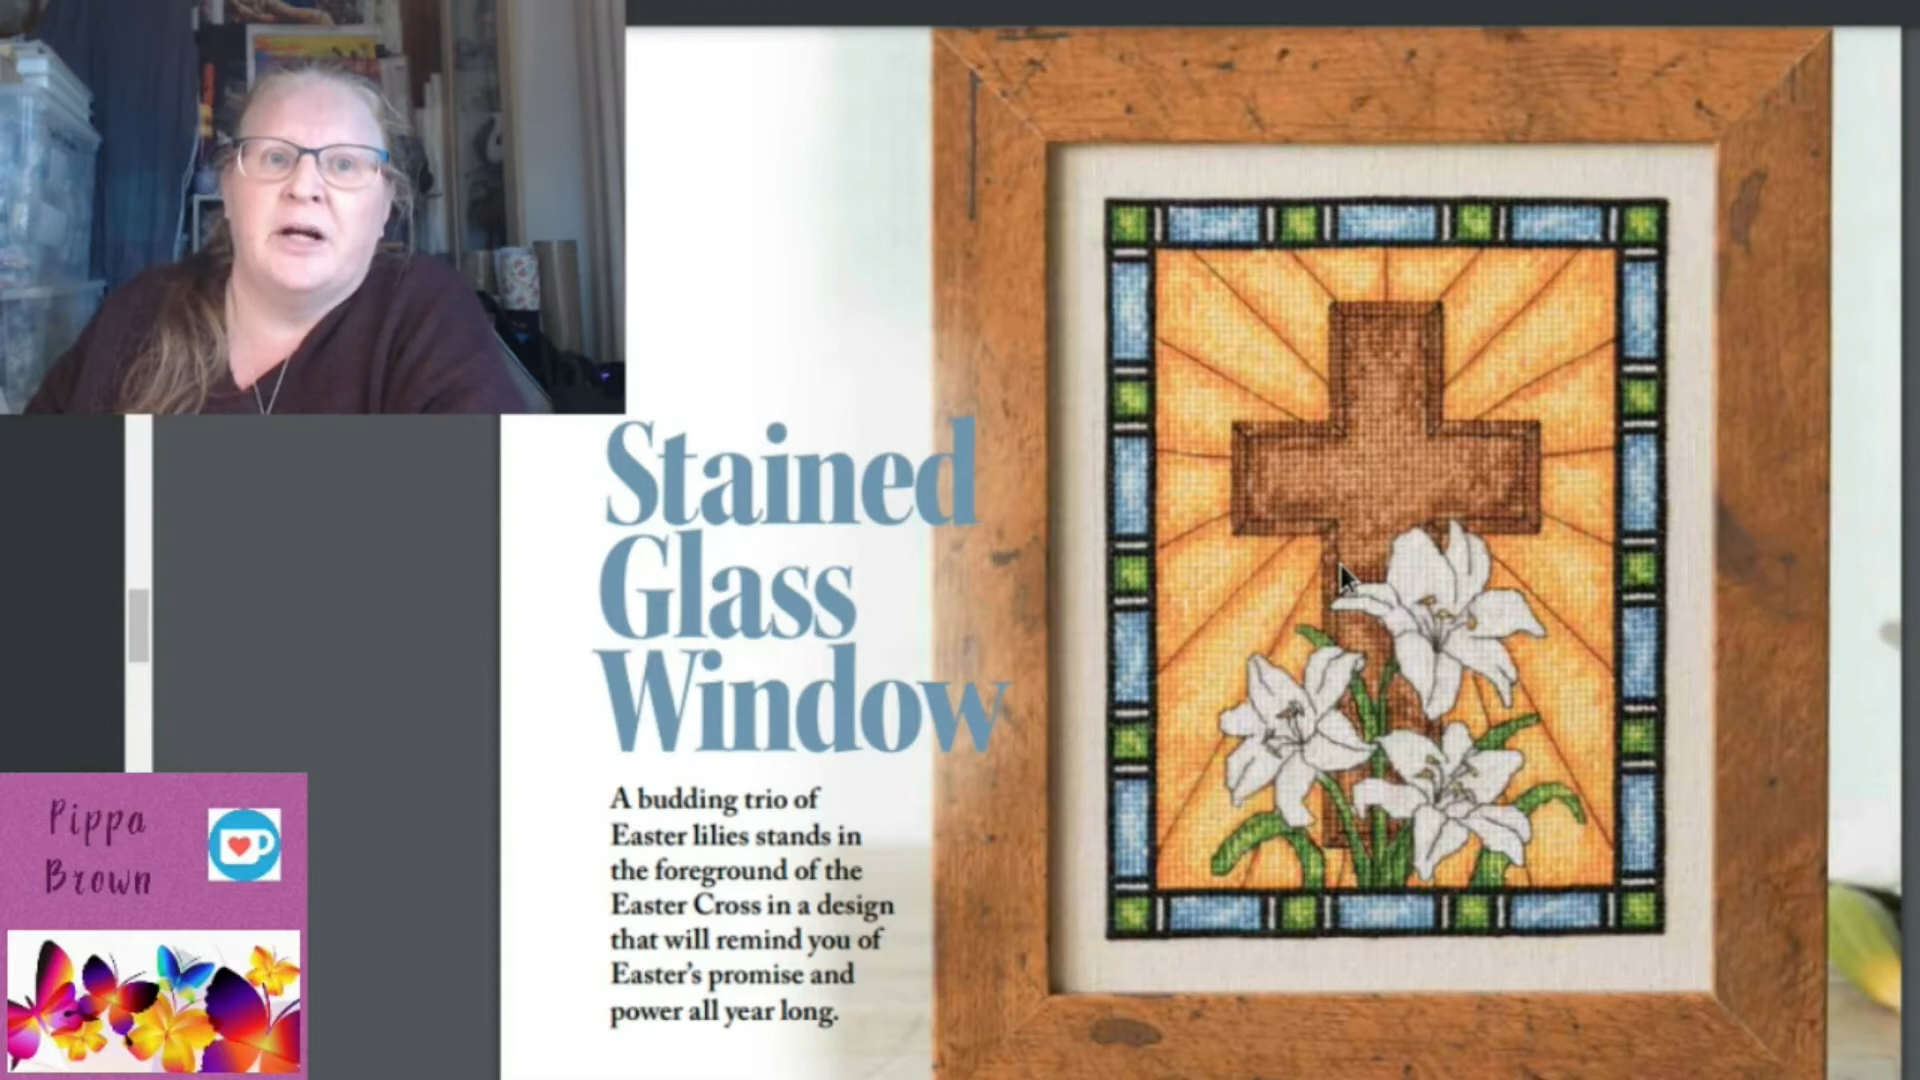 Stained
Glass
Window
A budding trio of
Easter lilies stands in
the foreground of the
Easter Cross in a design
that will remind you of
Easter's promise and
power all year long.
Pippa
Brown